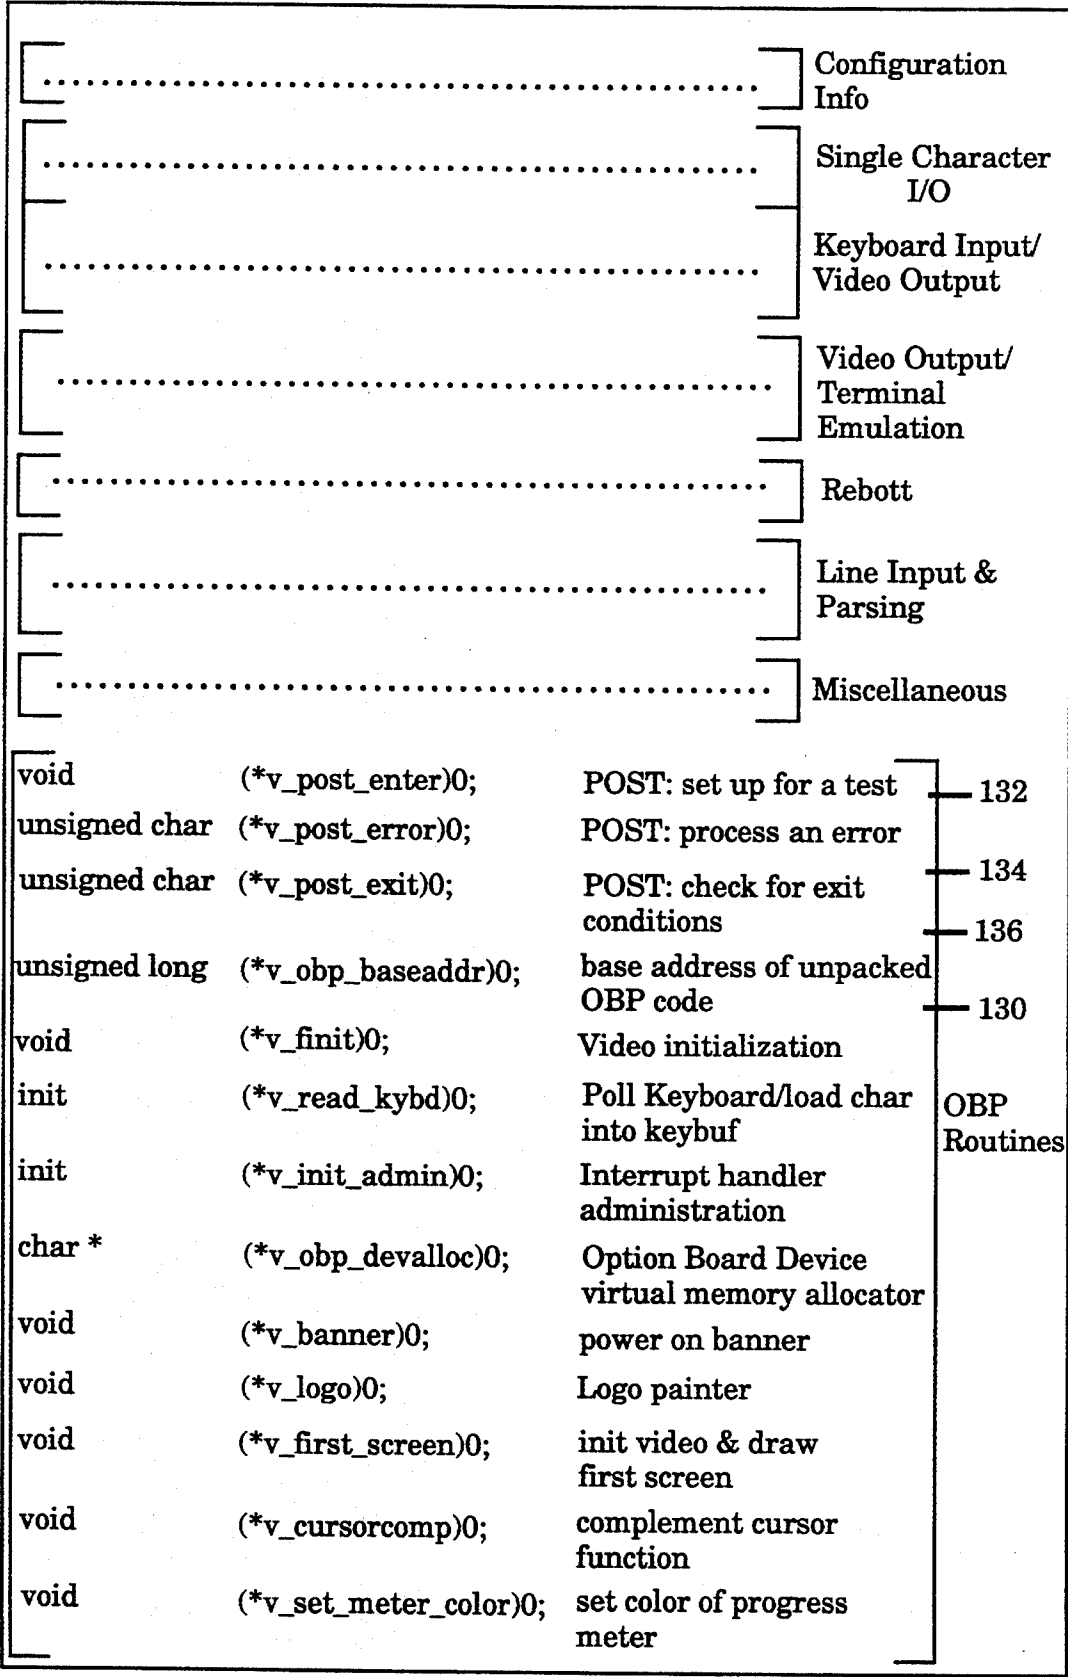 Configuration
Info
Single Character
I/O
Keyboard Input/
Video Output
Video Output/
Terminal
Emulation
Rebott
Line Input &
Parsing
Miscellaneous
void (*v_post_enter)0; POST: set up for a test 132
unsigned char (*v_post_error)0; POST: process an error
134
unsigned char (*v_post_exit)0; POST: check for exit
conditions 136
unsigned long (*v_obp_baseaddr)0; base address of unpacked
OBP code 130
void (*v_finit)0; Video initialization
init (*v_read_kybd)0; Poll Keyboard/load char
into keybuf
OBP
Routines
init (*v_init_admin)0; Interrupt handler
administration
char * (*v_obp_devalloc)0; Option Board Device
virtual memory allocator
void (*v_banner)0; power on banner
void (*v_logo)0; Logo painter
void (*v_first_screen)0; init video & draw
first screen
void (*v_cursorcomp)0; complement cursor
function
void (*v_set_meter_color)0; set color of progress
meter